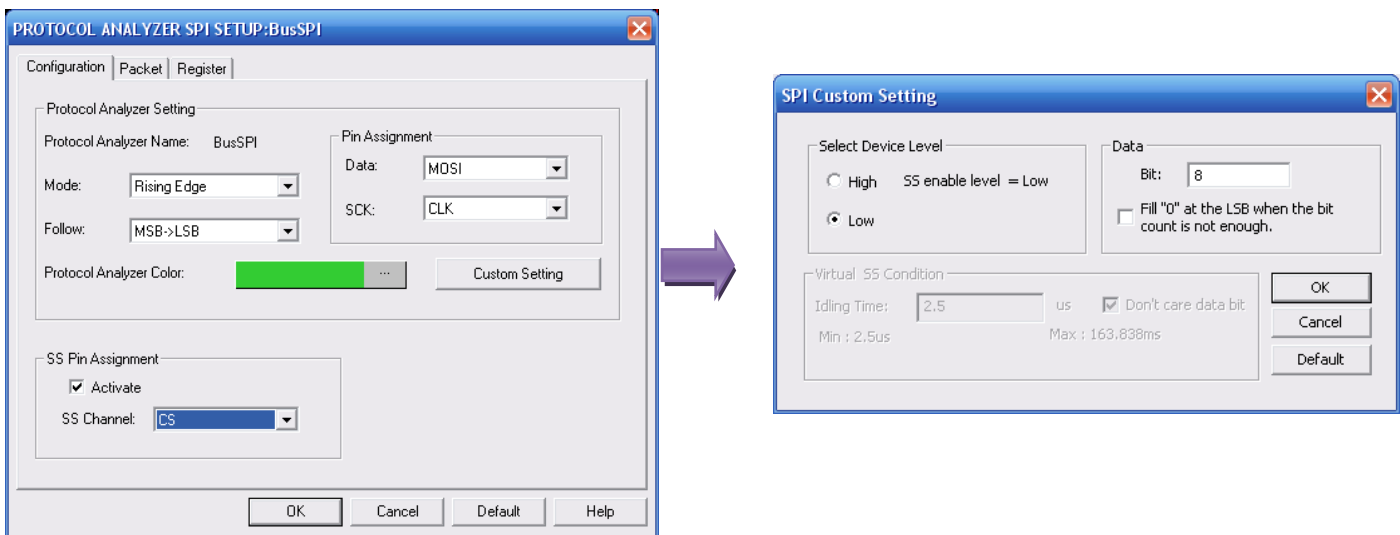 PROTOCOL ANALYZER SPI SETUP:BusSPI
Configuration
Packet
Register
Protocol Analyzer Setting
Protocol Analyzer Name: BusSPI
Mode: Rising Edge
Follow: MSB->LSB
Pin Assignment
Data: MOSI
SCK: CLK
Protocol Analyzer Color: ...
Custom Setting
SS Pin Assignment
Activate
SS Channel: CS
OK
Cancel
Default
Help
SPI Custom Setting
Select Device Level
High SS enable level = Low
Low
Data
Bit: 8
Fill "0" at the LSB when the bit
count is not enough.
Virtual SS Condition
Idling Time: 2.5 us
Don't care data bit
Min : 2.5us
Max : 163.838ms
OK
Cancel
Default